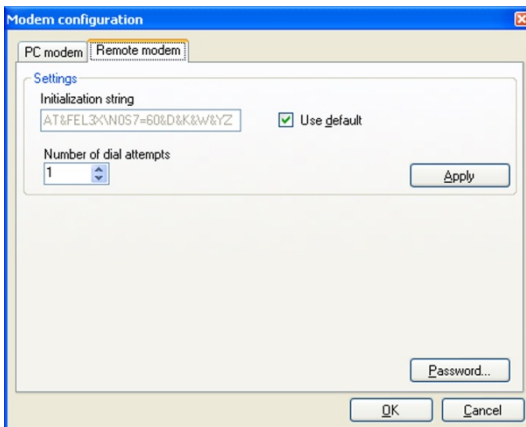 Modem configuration
PC modem
Remote modem
Settings
Initialization string
AT&FEL3X\N0S7=60&D&K&W&YZ
Use default
Number of dial attempts
1
Apply
Password...
OK
Cancel